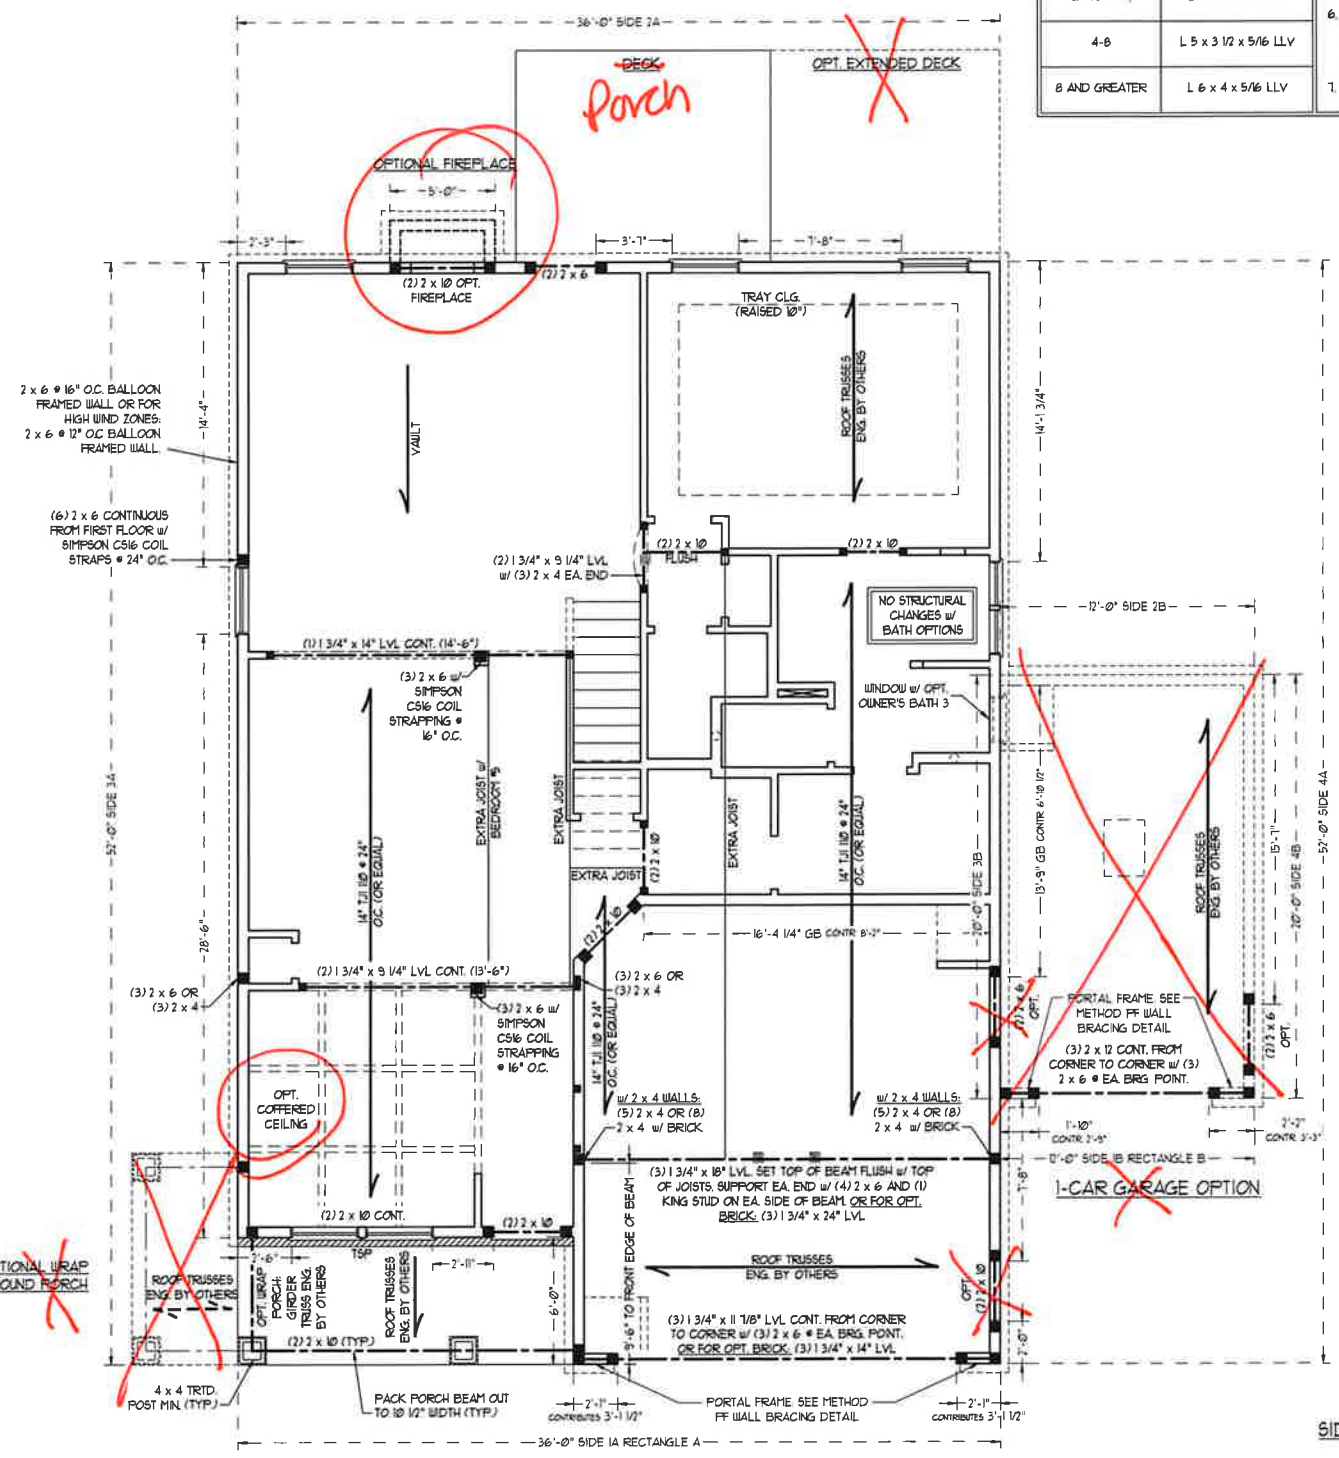 36'-0" SIDE 2A
6.
4-8
L 5 x 3 1/2 x 5/16 LLV
8 AND GREATER
L 6 x 4 x 5/16 LLV
7.
DECK
Porch
OPT. EXTENDED DECK
OPTIONAL FIREPLACE
5'-0"
2'-3"
3'-7"
7'-8"
(2) 2 x 10 OPT.
FIREPLACE
(2) 2 x 6
TRAY CLG.
(RAISED 10")
ROOF TRUSSES
ENG. BY OTHERS
VAULT
14'-4"
14'-1 3/4"
2 x 6 @ 16" O.C. BALLOON
FRAMED WALL OR FOR
HIGH WIND ZONES:
2 x 6 @ 12" O.C BALLOON
FRAMED WALL.
(6) 2 x 6 CONTINUOUS
FROM FIRST FLOOR w/
SIMPSON CS16 COIL
STRAPS @ 24" O.C.
(2) 1 3/4" x 9 1/4" LVL
w/ (3) 2 x 4 EA. END
(2) 2 x 10
FLUSH
(2) 2 x 10
NO STRUCTURAL
CHANGES w/
BATH OPTIONS
12'-0" SIDE 2B
(1) 1 3/4" x 14" LVL CONT. (14'-6")
(3) 2 x 6 w/
SIMPSON
CS16 COIL
STRAPPING @
16" O.C.
WINDOW w/ OPT.
OWNER'S BATH 3
52'-0" SIDE 3A
28'-6"
14" TJI 110 @ 24"
O.C. (OR EQUAL)
EXTRA JOIST w/
BEDROOM #5
EXTRA JOIST
EXTRA JOIST
(2) 2 x 10
EXTRA JOIST
14" TJI 110 @ 24"
O.C. (OR EQUAL)
20'-0" SIDE 3B
13'-9" GB CONTR 6'-10 1/2"
ROOF TRUSSES
ENG. BY OTHERS
15'-1"
20'-0" SIDE 4B
52'-0" SIDE 4A
(2) 2 x 10
16'-4 1/4" GB CONTR 8'-2"
(2) 1 3/4" x 9 1/4" LVL CONT. (13'-6")
(3) 2 x 6 OR
(3) 2 x 4
(3) 2 x 6 OR
(3) 2 x 4
(3) 2 x 6 w/
SIMPSON
CS16 COIL
STRAPPING
@ 16" O.C.
14" TJI 110 @ 24"
O.C. (OR EQUAL)
(2) 2 x 6
OPT.
PORTAL FRAME. SEE
METHOD PF WALL
BRACING DETAIL
(3) 2 x 12 CONT. FROM
CORNER TO CORNER w/ (3)
2 x 6 @ EA. BRG POINT.
(2) 2 x 6
OPT.
OPT.
COFFERED
CEILING
w/ 2 x 4 WALLS:
(5) 2 x 4 OR (8)
2 x 4 w/ BRICK
w/ 2 x 4 WALLS:
(5) 2 x 4 OR (8)
2 x 4 w/ BRICK
1'-10"
2'-2"
12'-0" SIDE 1B RECTANGLE B
1-CAR GARAGE OPTION
(3) 1 3/4" x 18" LVL. SET TOP OF BEAM FLUSH w/ TOP
OF JOISTS. SUPPORT EA. END w/ (4) 2 x 6 AND (1)
KING STUD ON EA. SIDE OF BEAM. OR FOR OPT.
BRICK: (3) 1 3/4" x 24" LVL
7'-8"
(2) 2 x 10 CONT.
(2) 2 x 10
TSP
2'-6"
2'-11"
TIONAL WRAP
OUND PORCH
ROOF TRUSSES
ENG. BY OTHERS
OPT. WRAP
PORCH:
GIRDER
TRUSS ENG.
BY OTHERS
ROOF TRUSSES
ENG. BY OTHERS
6'-0"
9'-6" TO FRONT EDGE OF BEAM
ROOF TRUSSES
ENG. BY OTHERS
OPT.
(2) 2 x 10
(3) 1 3/4" x 11 7/8" LVL CONT. FROM CORNER
TO CORNER w/ (3) 2 x 6 @ EA. BRG. POINT.
OR FOR OPT. BRICK: (3) 1 3/4" x 14" LVL
2'-0"
(2) 2 x 10 (TYP.)
4 x 4 TRTD.
POST MIN. (TYP.)
PACK PORCH BEAM OUT
TO 10 1/2" WIDTH (TYP.)
2'-1"
CONTRIBUTES 3'-1 1/2"
PORTAL FRAME. SEE METHOD
PF WALL BRACING DETAIL
2'-1"
CONTRIBUTES 3'-1 1/2"
36'-0" SIDE 1A RECTANGLE A
SID